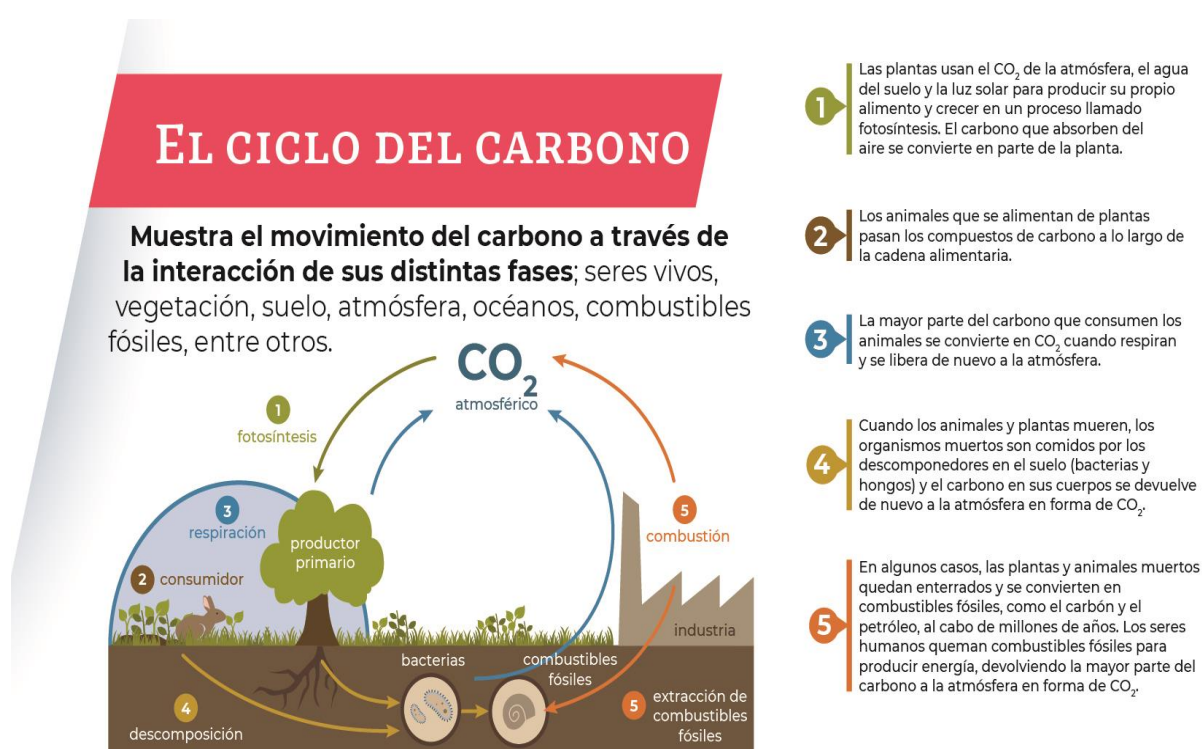 EL CICLO DEL CARBONO
Muestra el movimiento del carbono a través de
la interacción de sus distintas fases; seres vivos,
vegetación, suelo, atmósfera, océanos, combustibles
fósiles, entre otros.
CO₂
atmosférico
1
fotosíntesis
3
respiración
productor
primario
2 consumidor
5
combustión
industria
bacterias
combustibles
fósiles
4
descomposición
5 extracción de
combustibles
fósiles
1
Las plantas usan el CO₂ de la atmósfera, el agua
del suelo y la luz solar para producir su propio
alimento y crecer en un proceso llamado
fotosíntesis. El carbono que absorben del
aire se convierte en parte de la planta.
2
Los animales que se alimentan de plantas
pasan los compuestos de carbono a lo largo de
la cadena alimentaria.
3
La mayor parte del carbono que consumen los
animales se convierte en CO₂ cuando respiran
y se libera de nuevo a la atmósfera.
4
Cuando los animales y plantas mueren, los
organismos muertos son comidos por los
descomponedores en el suelo (bacterias y
hongos) y el carbono en sus cuerpos se devuelve
de nuevo a la atmósfera en forma de CO₂.
5
En algunos casos, las plantas y animales muertos
quedan enterrados y se convierten en
combustibles fósiles, como el carbón y el
petróleo, al cabo de millones de años. Los seres
humanos queman combustibles fósiles para
producir energía, devolviendo la mayor parte del
carbono a la atmósfera en forma de CO₂.